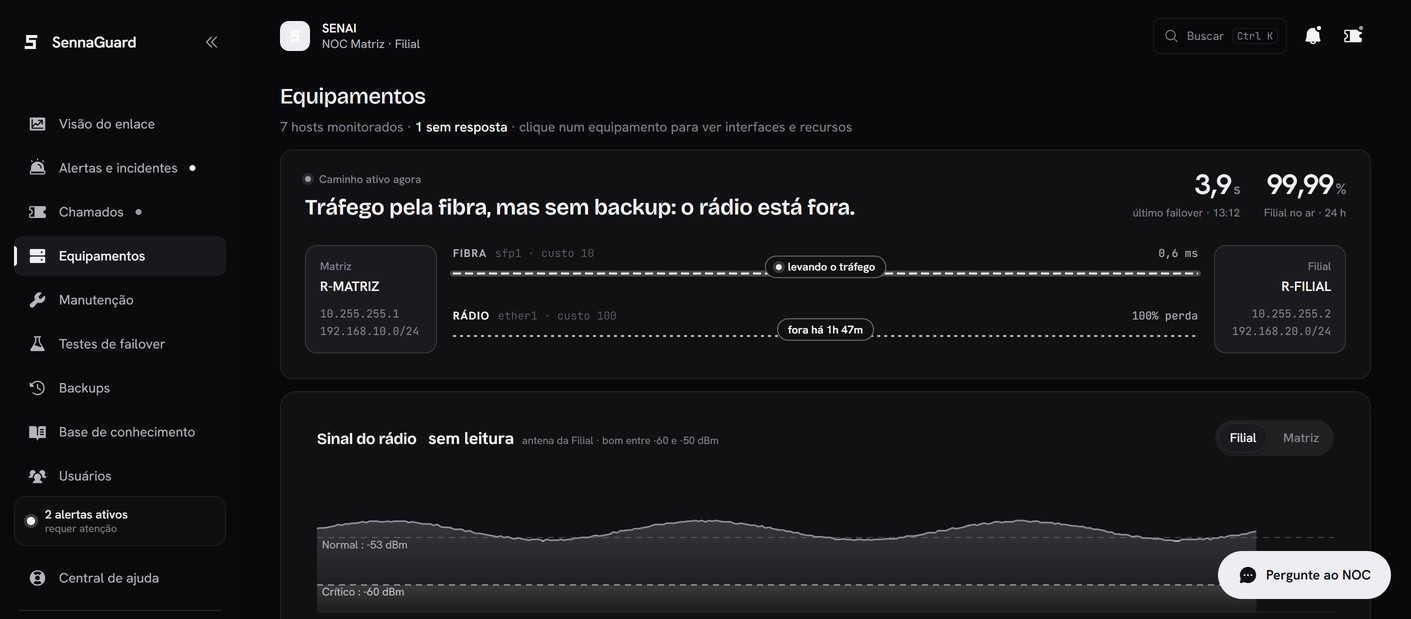 SennaGuard
Visão do enlace
Alertas e incidentes
Chamados
Equipamentos
Manutenção
Testes de failover
Backups
Base de conhecimento
Usuários
2 alertas ativos
requer atenção
Central de ajuda
SENAI
NOC Matriz · Filial
Buscar Ctrl K
Equipamentos
7 hosts monitorados · 1 sem resposta · clique num equipamento para ver interfaces e recursos
Caminho ativo agora
Tráfego pela fibra, mas sem backup: o rádio está fora.
3,9 s
último failover · 13:12
99,99 %
Filial no ar · 24 h
Matriz
R-MATRIZ
10.255.255.1
192.168.10.0/24
FIBRA sfp1 · custo 10
levando o tráfego
0,6 ms
RÁDIO ether1 · custo 100
fora há 1h 47m
100% perda
Filial
R-FILIAL
10.255.255.2
192.168.20.0/24
Sinal do rádio sem leitura antena da Filial · bom entre -60 e -50 dBm
Filial Matriz
Normal : -53 dBm
Crítico : -60 dBm
Pergunte ao NOC